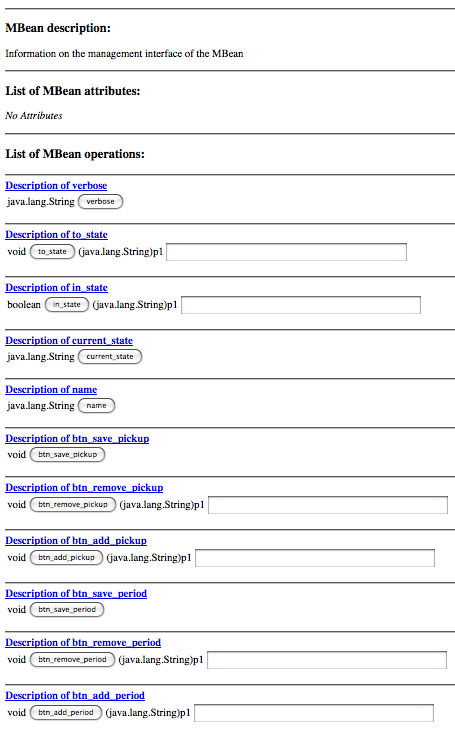 MBean description:
Information on the management interface of the MBean
List of MBean attributes:
No Attributes
List of MBean operations:
Description of verbose
java.lang.String verbose
Description of to_state
void to_state (java.lang.String)p1
Description of in_state
boolean in_state (java.lang.String)p1
Description of current_state
java.lang.String current_state
Description of name
java.lang.String name
Description of btn_save_pickup
void btn_save_pickup
Description of btn_remove_pickup
void btn_remove_pickup (java.lang.String)p1
Description of btn_add_pickup
void btn_add_pickup (java.lang.String)p1
Description of btn_save_period
void btn_save_period
Description of btn_remove_period
void btn_remove_period (java.lang.String)p1
Description of btn_add_period
void btn_add_period (java.lang.String)p1